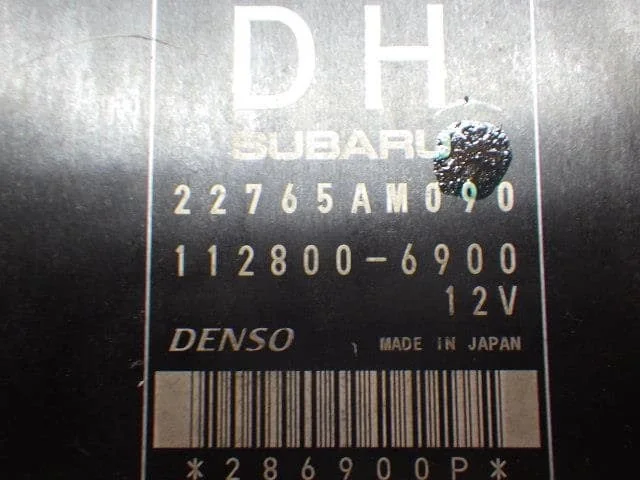 DH
SUBARU
22765AM090
112800-6900
12V
DENSO MADE IN JAPAN
*286900P*